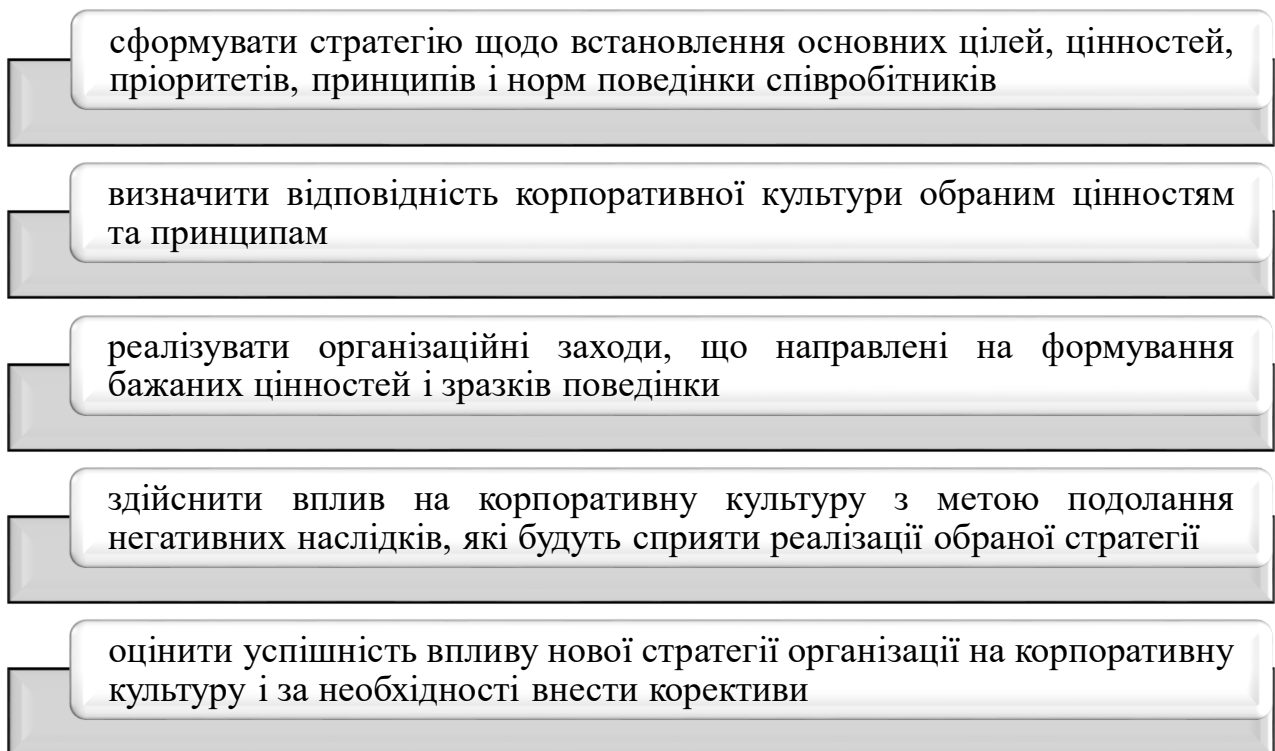 сформувати стратегію щодо встановлення основних цілей, цінностей,
пріоритетів, принципів і норм поведінки співробітників
визначити відповідність корпоративної культури обраним цінностям
та принципам
реалізувати організаційні заходи, що направлені на формування
бажаних цінностей і зразків поведінки
здійснити вплив на корпоративну культуру з метою подолання
негативних наслідків, які будуть сприяти реалізації обраної стратегії
оцінити успішність впливу нової стратегії організації на корпоративну
культуру і за необхідності внести корективи